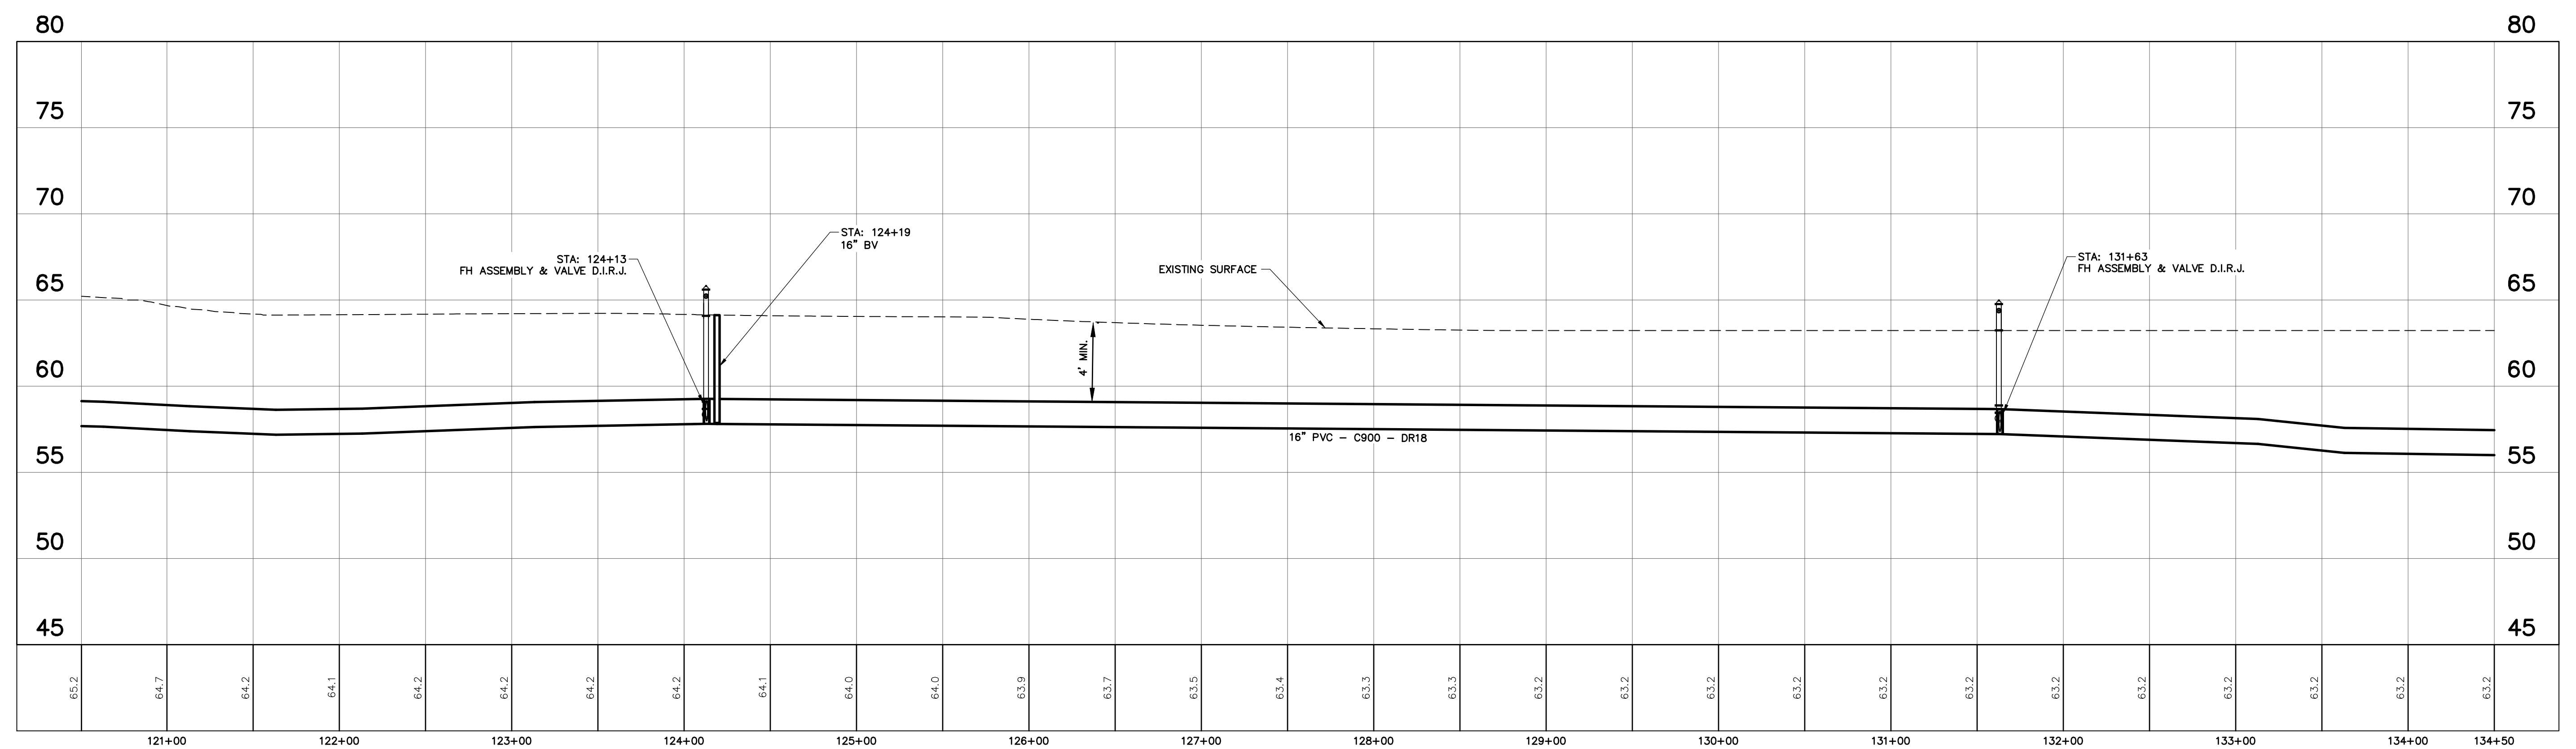 80 80
75 75
70 70
STA: 124+19
16" BV
STA: 124+13
FH ASSEMBLY & VALVE D.I.R.J.
EXISTING SURFACE
STA: 131+63
FH ASSEMBLY & VALVE D.I.R.J.
65 65
4' MIN.
60 60
16" PVC - C900 - DR18
55 55
50 50
45 45
65.2 64.7 64.2 64.1 64.2 64.2 64.2 64.2 64.1 64.0 64.0 63.9 63.7 63.5 63.4 63.3 63.3 63.2 63.2 63.2 63.2 63.2 63.2 63.2 63.2 63.2 63.2 63.2 63.2
121+00 122+00 123+00 124+00 125+00 126+00 127+00 128+00 129+00 130+00 131+00 132+00 133+00 134+00 134+50